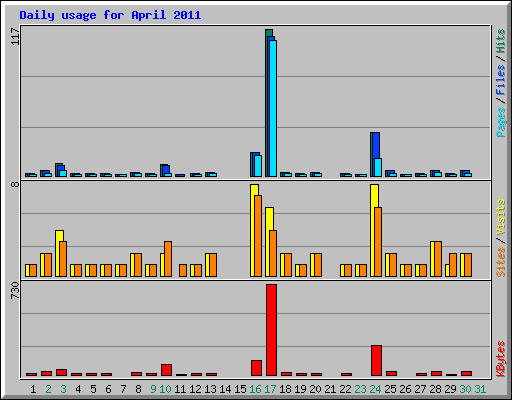 Daily usage for April 2011
117
Pages / Files / Hits
8
Sites / Visits
730
KBytes
1 2 3 4 5 6 7 8 9 10 11 12 13 14 15 16 17 18 19 20 21 22 23 24 25 26 27 28 29 30 31